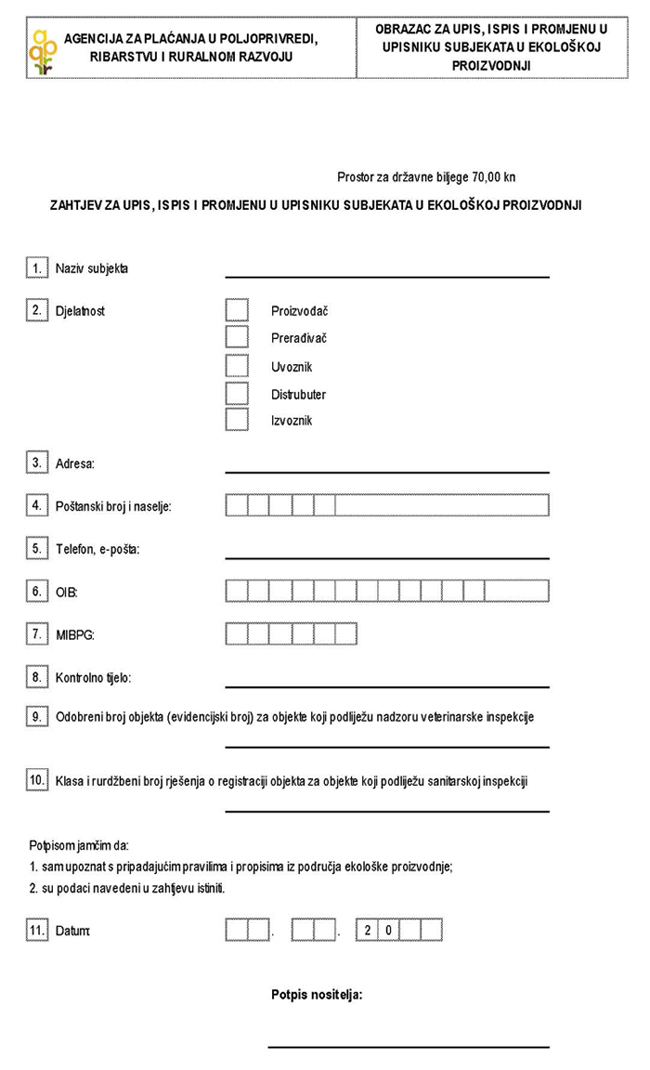 AGENCIJA ZA PLAĆANJA U POLJOPRIVREDI,
RIBARSTVU I RURALNOM RAZVOJU
OBRAZAC ZA UPIS, ISPIS I PROMJENU U
UPISNIKU SUBJEKATA U EKOLOŠKOJ
PROIZVODNJI
Prostor za državne biljege 70,00 kn
ZAHTJEV ZA UPIS, ISPIS I PROMJENU U UPISNIKU SUBJEKATA U EKOLOŠKOJ PROIZVODNJI
1. Naziv subjekta
2. Djelatnost
Proizvođač
Prerađivač
Uvoznik
Distrubuter
Izvoznik
3. Adresa:
4. Poštanski broj i naselje:
5. Telefon, e-pošta:
6. OIB:
7. MIBPG:
8. Kontrolno tijelo:
9. Odobreni broj objekta (evidencijski broj) za objekte koji podliježu nadzoru veterinarske inspekcije
10. Klasa i rurdžbeni broj rješenja o registraciji objekta za objekte koji podliježu sanitarskoj inspekciji
Potpisom jamčim da:
1. sam upoznat s pripadajućim pravilima i propisima iz područja ekološke proizvodnje;
2. su podaci navedeni u zahtjevu istiniti.
11. Datum: . . 2 0
Potpis nositelja: